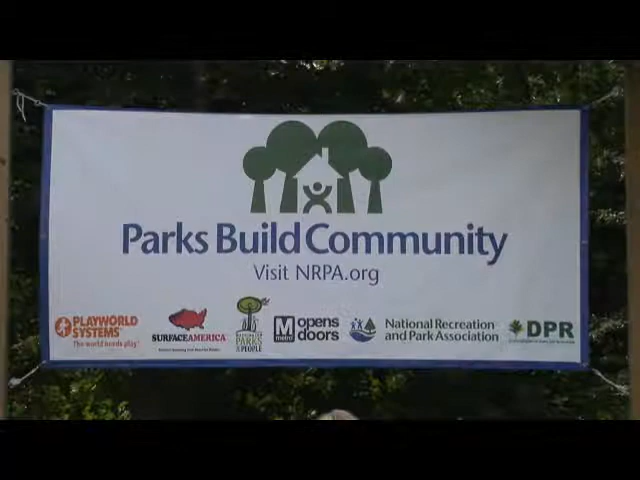 Parks Build Community
Visit NRPA.org
PLAYWORLD
SYSTEMS
The world needs play
SURFACEAMERICA
PARKS
& PEOPLE
M
metro
opens
doors
National Recreation
and Park Association
DPR